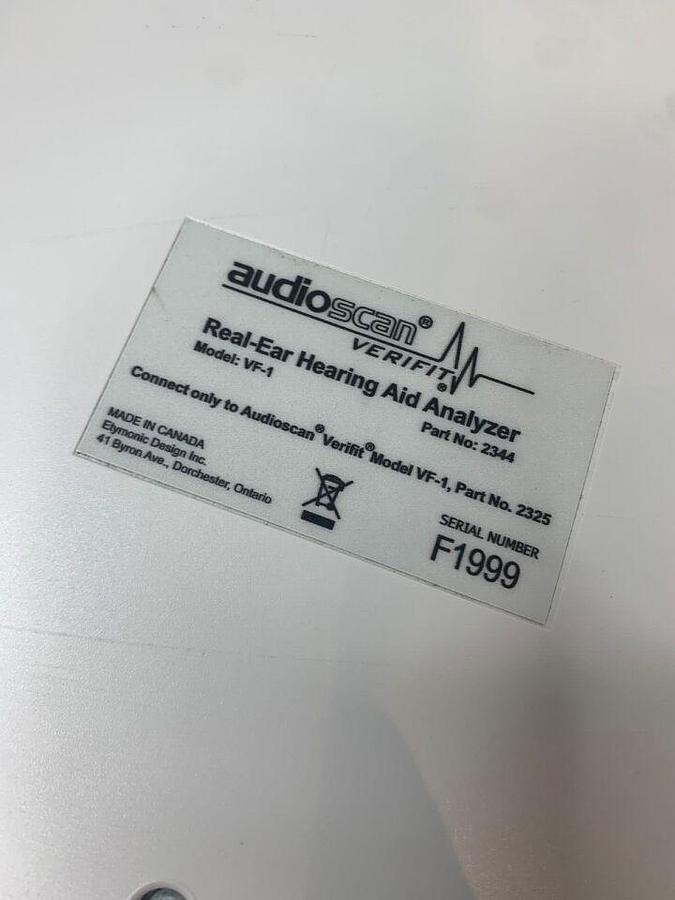 audioscan®
VERIFIT®
Real-Ear Hearing Aid Analyzer
Model: VF-1
Part No: 2344
Connect only to Audioscan® Verifit® Model VF-1, Part No. 2325
MADE IN CANADA
Etymonic Design Inc.
41 Byron Ave., Dorchester, Ontario
SERIAL NUMBER
F1999